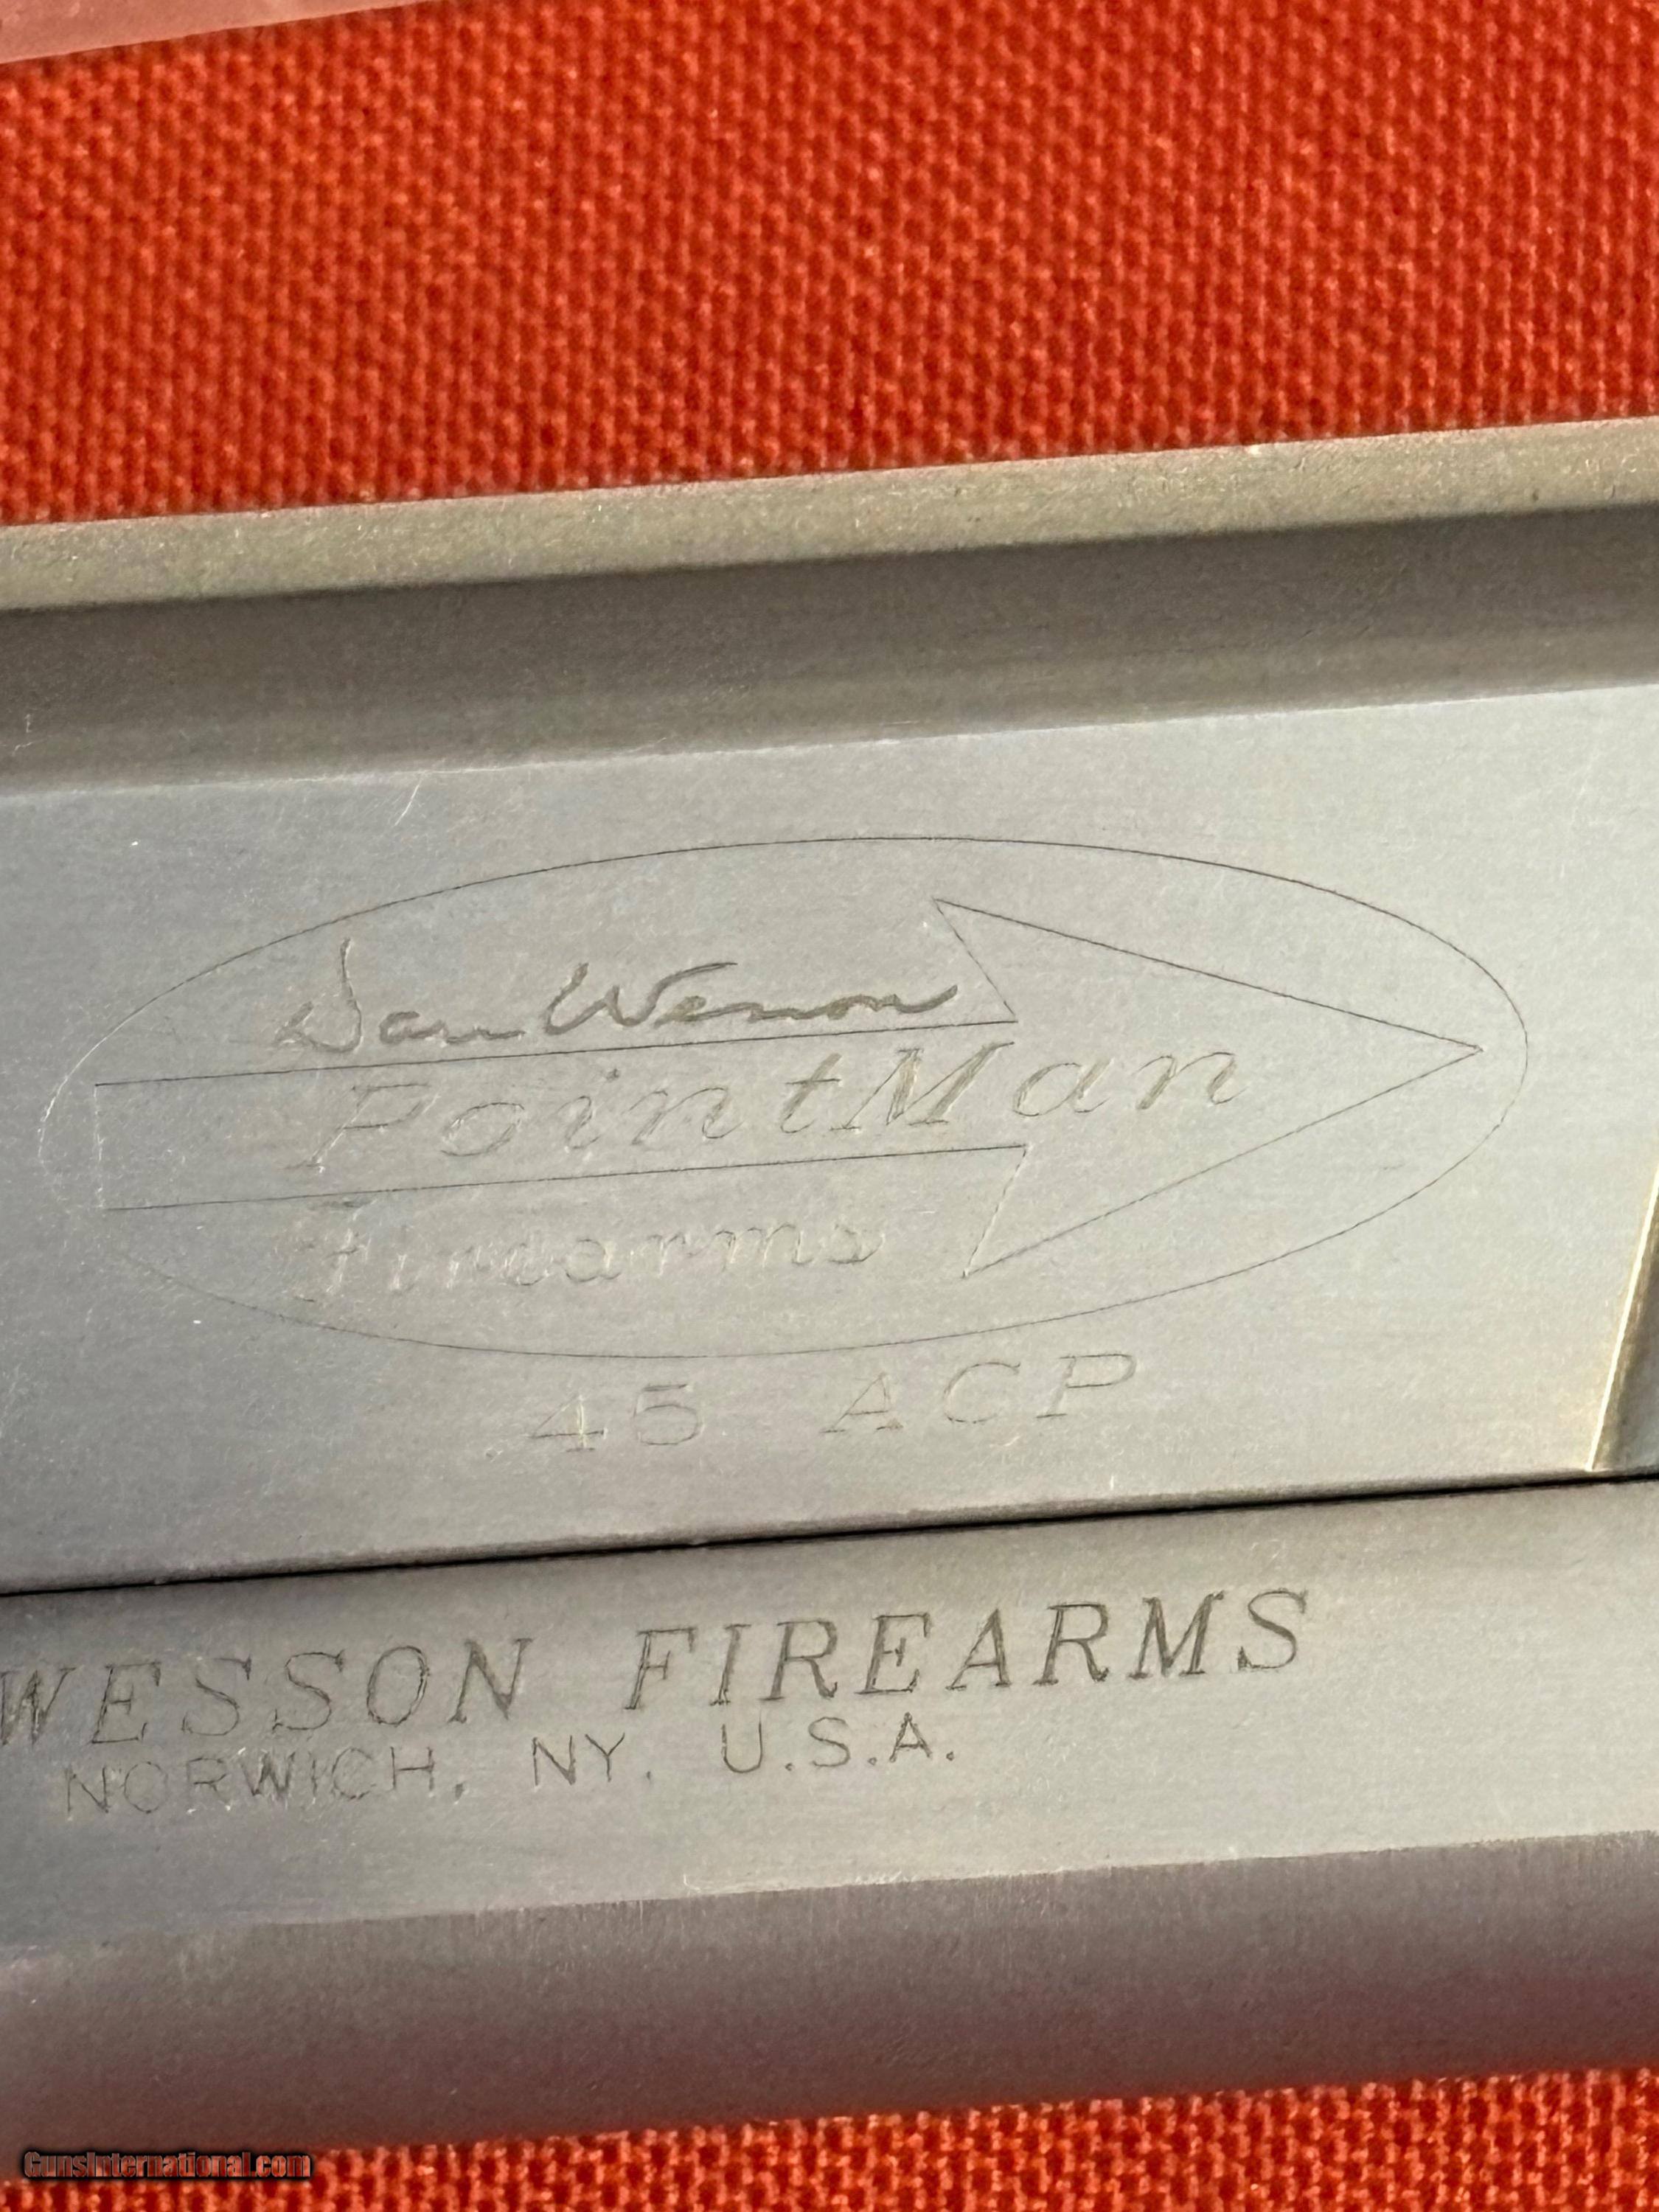 Dan Wesson
PointMan
Firearms
.45 ACP
WESSON FIREARMS
NORWICH, NY. U.S.A.
GunsInternational.com